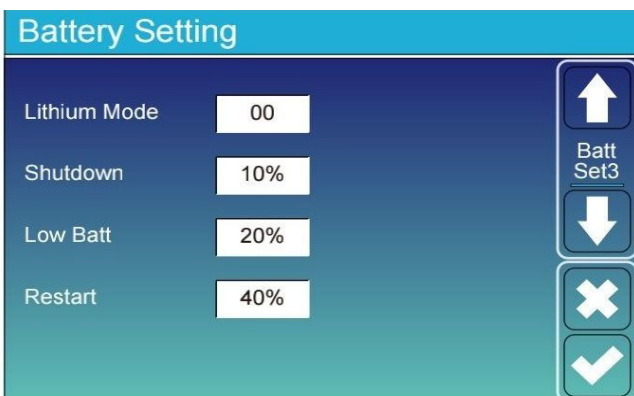 Battery Setting
Lithium Mode 00
Shutdown 10%
Low Batt 20%
Restart 40%
Batt
Set3